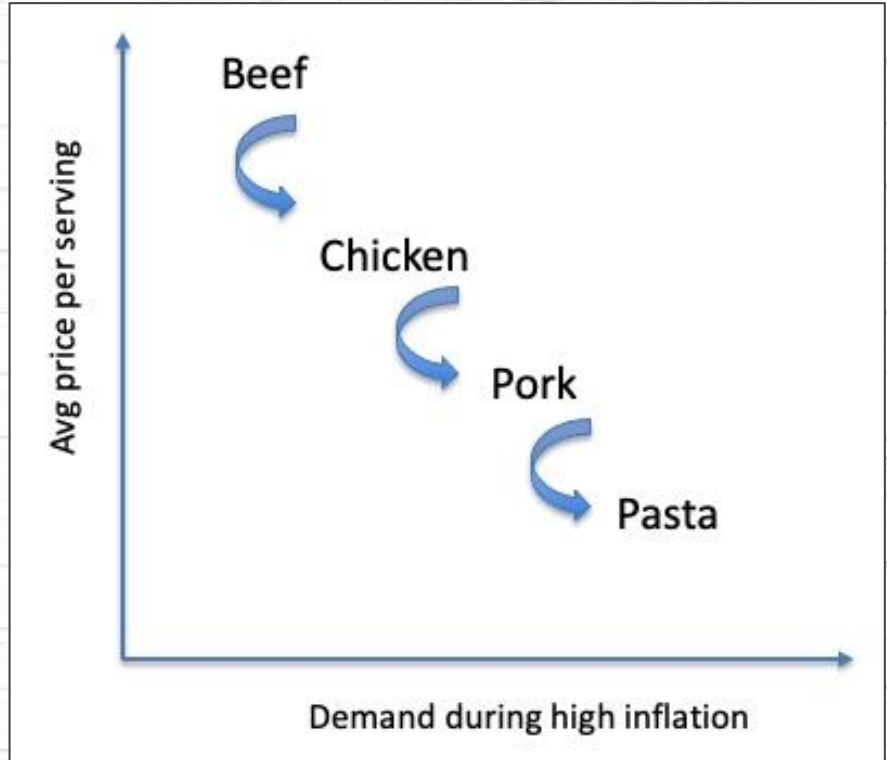 Beef
Chicken
Pork
Pasta
Avg price per serving
Demand during high inflation